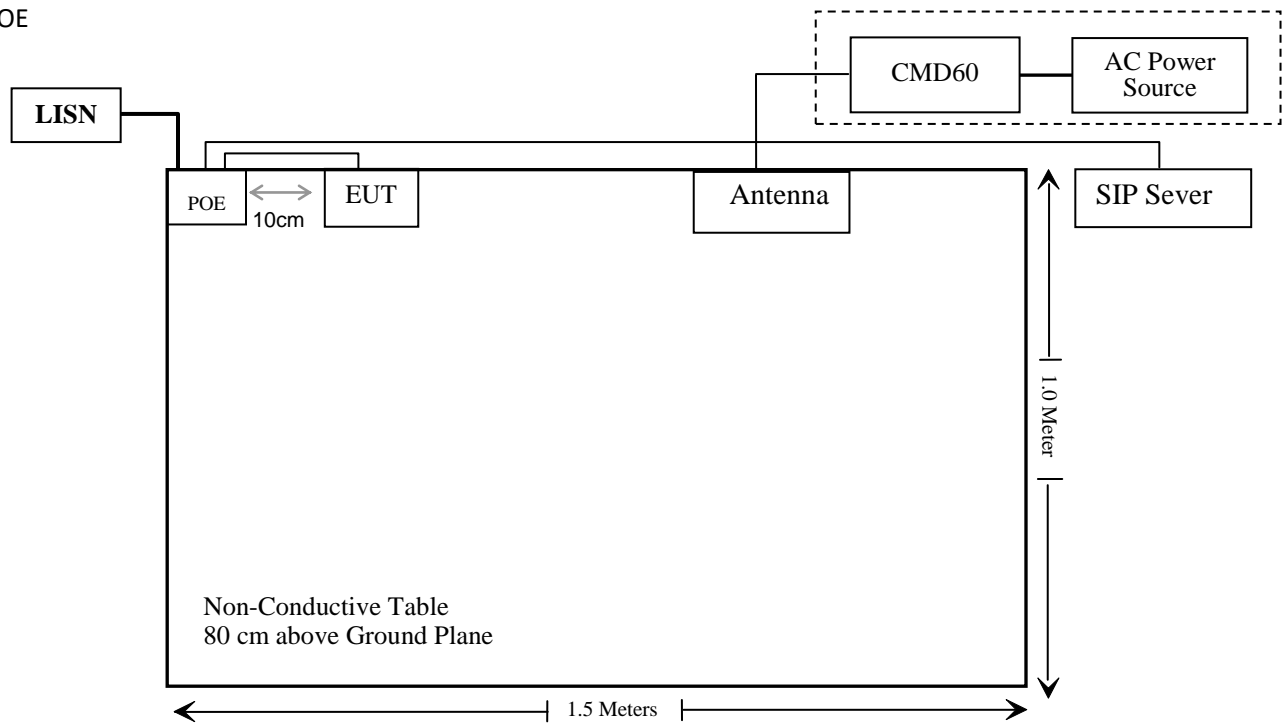 OE
CMD60
AC Power
Source
LISN
POE
10cm
EUT
Antenna
SIP Sever
1.0 Meter
Non-Conductive Table
80 cm above Ground Plane
1.5 Meters